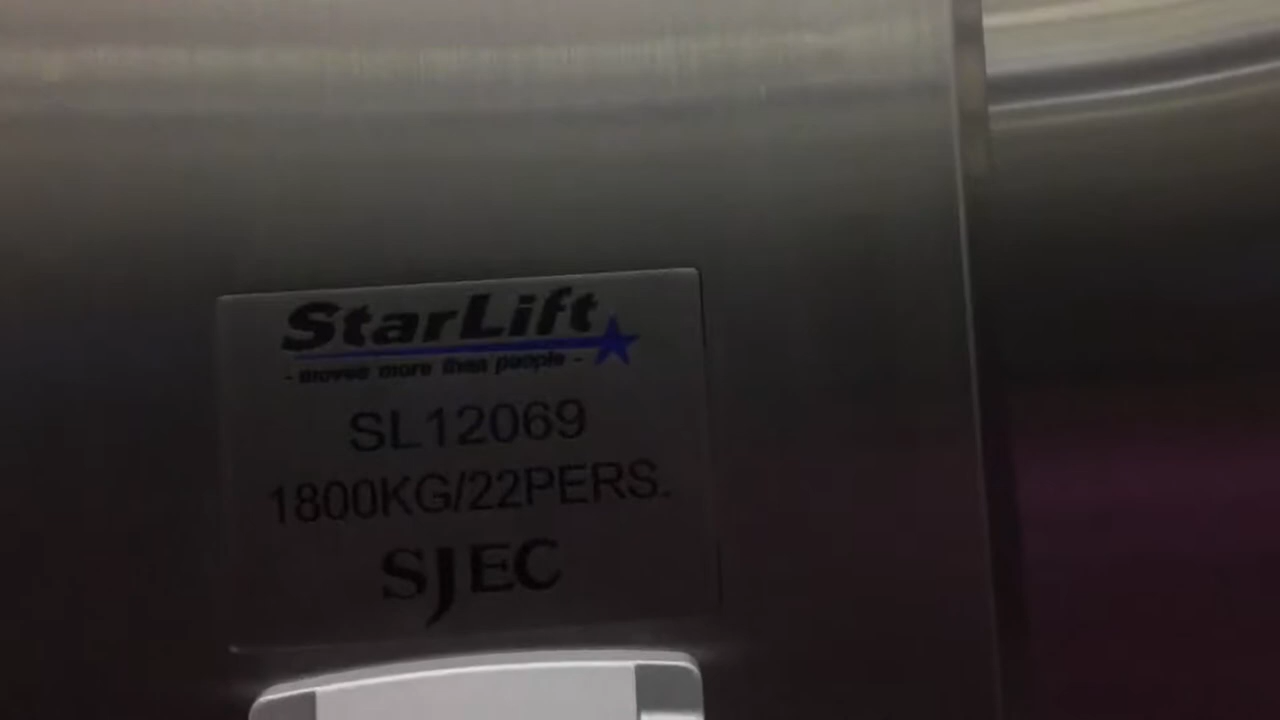 StarLift
- moves more than people -
SL12069
1800KG/22PERS.
SJEC